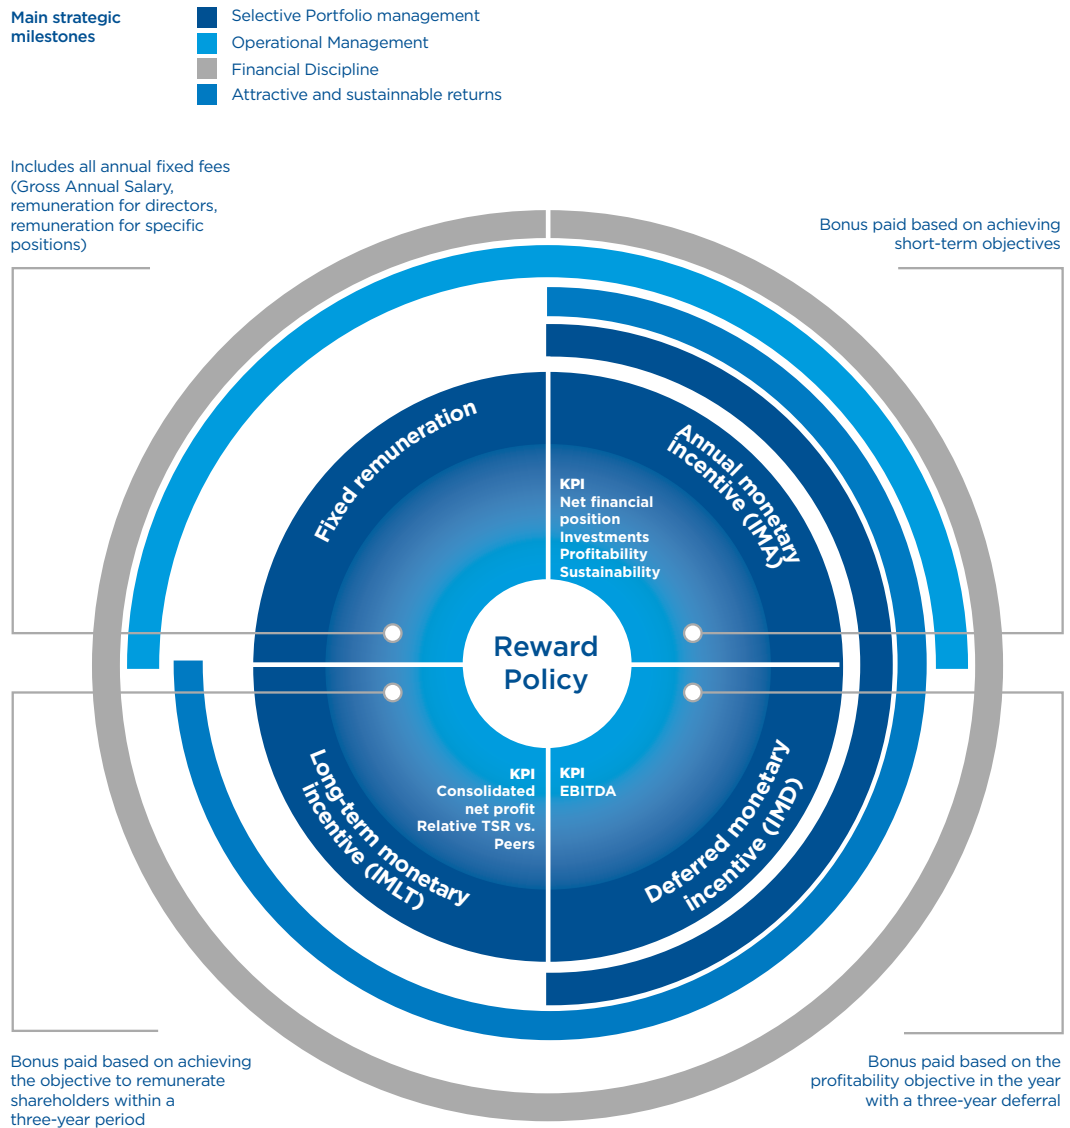 Main strategic
milestones
Selective Portfolio management
Operational Management
Financial Discipline
Attractive and sustainnable returns
Includes all annual fixed fees
(Gross Annual Salary,
remuneration for directors,
remuneration for specific
positions)
Bonus paid based on achieving
short-term objectives
Fixed remuneration
Annual monetary
incentive (IMA)
KPI
Net financial
position
Investments
Profitability
Sustainability
Reward
Policy
KPI
Consolidated
net profit
Relative TSR vs.
Peers
KPI
EBITDA
Long-term monetary
incentive (IMLT)
Deferred monetary
incentive (IMD)
Bonus paid based on achieving
the objective to remunerate
shareholders within a
three-year period
Bonus paid based on the
profitability objective in the year
with a three-year deferral